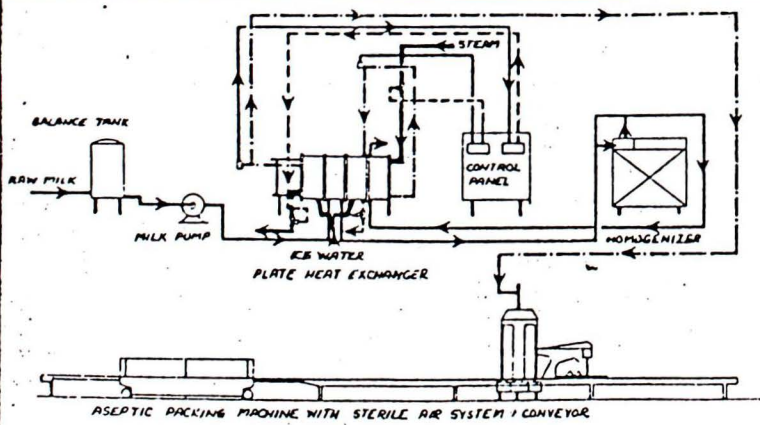 STEAM
BALANCE TANK
RAW MILK
CONTROL
PANEL
MILK PUMP
HOMOGENIZER
ICE WATER
PLATE HEAT EXCHANGER
ASEPTIC PACKING MACHINE WITH STERILE AIR SYSTEM / CONVEYOR